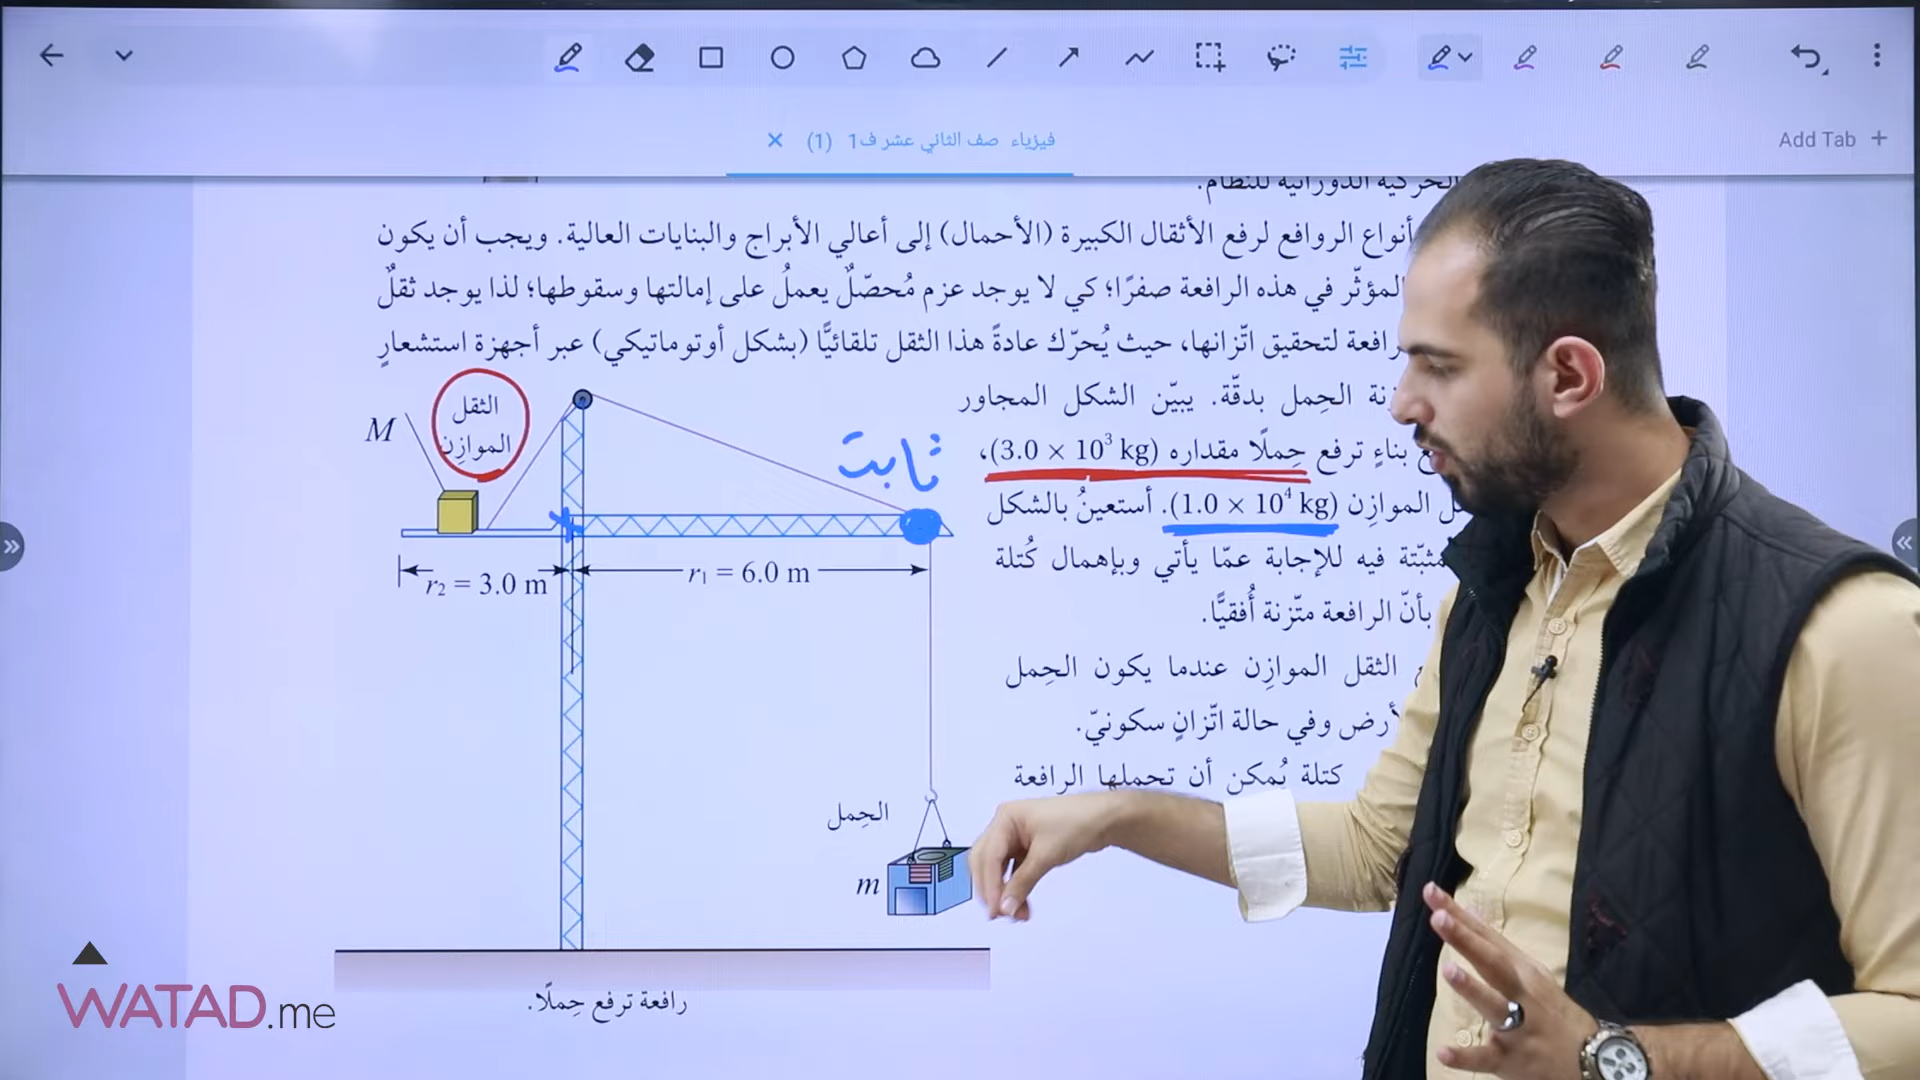 فيزياء صف الثاني عشر ف1 (1)
Add Tab
الحركية الدورانية للنظام.
أنواع الروافع لرفع الأثقال الكبيرة (الأحمال) إلى أعالي الأبراج والبنايات العالية. ويجب أن يكون
المؤثّر في هذه الرافعة صفرًا؛ كي لا يوجد عزم مُحصّلٌ يعملُ على إمالتها وسقوطها؛ لذا يوجد ثقلٌ
لتحقيق اتّزانها، حيث يُحرّك عادةً هذا الثقل تلقائيًّا (بشكل أوتوماتيكي) عبر أجهزة استشعارٍ
الحِمل بدقّة. يبيّن الشكل المجاور
بناءٍ ترفع حِملًا مقداره (3.0 × 10³ kg)،
الموازِن (1.0 × 10⁴ kg). أستعينُ بالشكل
فيه للإجابة عمّا يأتي وبإهمال كُتلة
بأنّ الرافعة متّزنة أُفقيًّا.
الثقل الموازِن عندما يكون الحِمل
وفي حالة اتّزانٍ سكونيّ.
كتلة يُمكن أن تحملها الرافعة
الثقل
الموازِن
M
ثابت
r₂ = 3.0 m
r₁ = 6.0 m
الحِمل
m
رافعة ترفع حِملًا.
WATAD.me